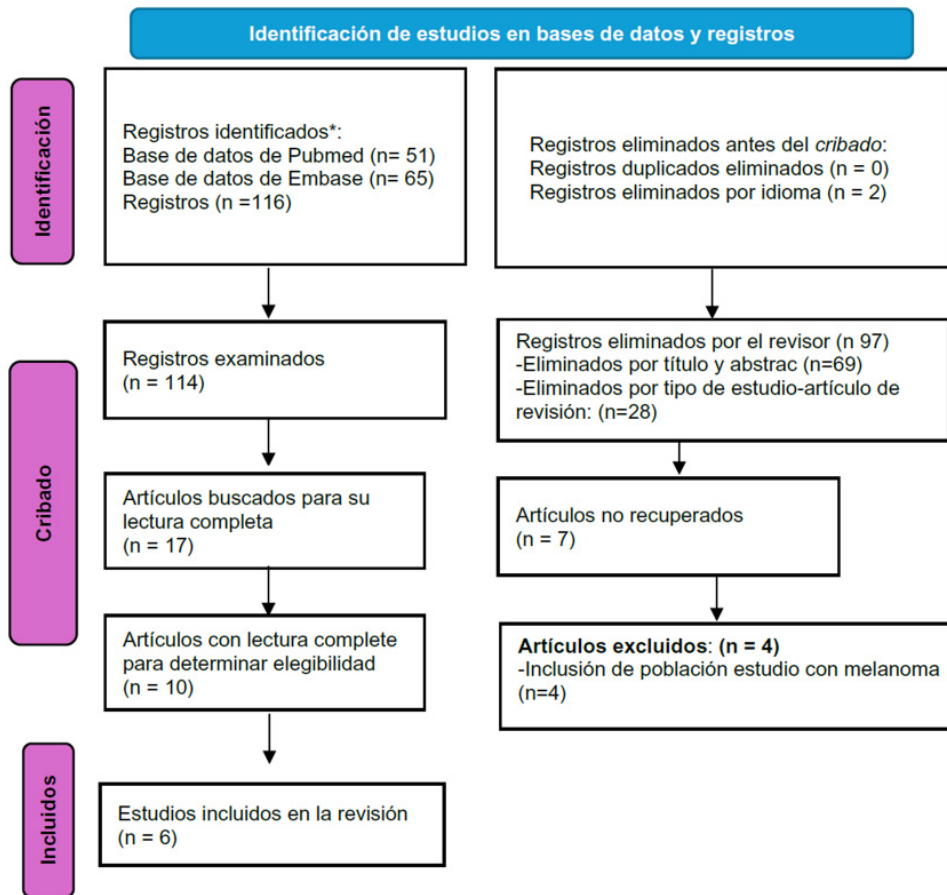 Identificación de estudios en bases de datos y registros
Identificación
Registros identificados*:
Base de datos de Pubmed (n= 51)
Base de datos de Embase (n= 65)
Registros (n =116)
Registros eliminados antes del cribado:
Registros duplicados eliminados (n = 0)
Registros eliminados por idioma (n = 2)
Cribado
Registros examinados
(n = 114)
Registros eliminados por el revisor (n 97)
-Eliminados por título y abstrac (n=69)
-Eliminados por tipo de estudio-artículo de
revisión: (n=28)
Artículos buscados para su
lectura completa
(n = 17)
Artículos no recuperados
(n = 7)
Artículos con lectura complete
para determinar elegibilidad
(n = 10)
Artículos excluidos: (n = 4)
-Inclusión de población estudio con melanoma
(n=4)
Incluidos
Estudios incluidos en la revisión
(n = 6)